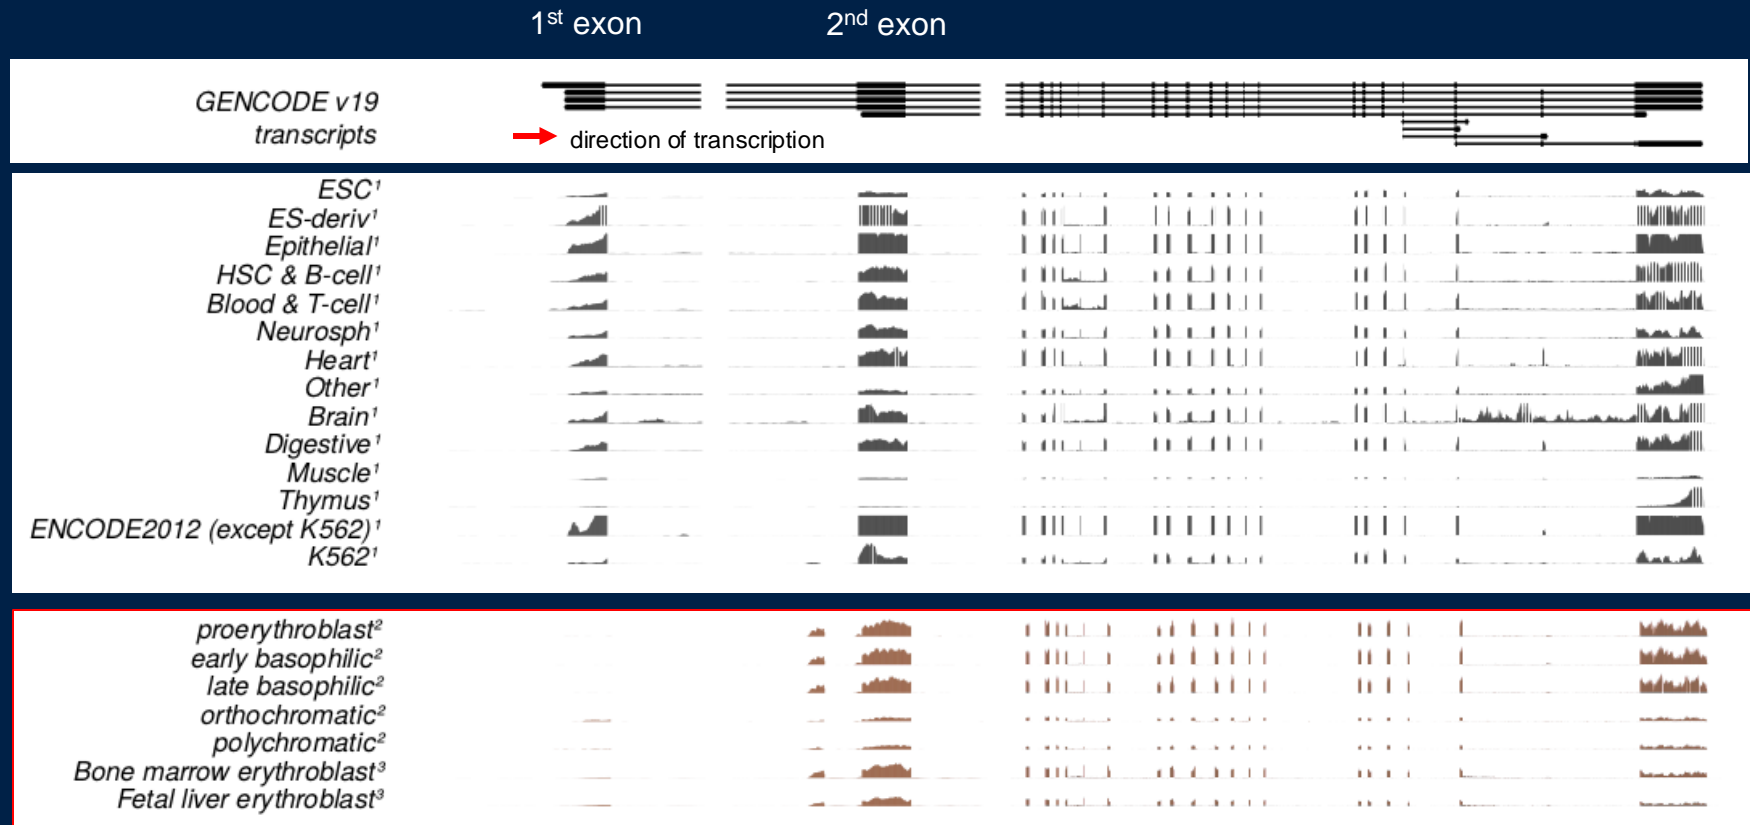 1st exon
2nd exon
GENCODE v19
transcripts
direction of transcription
ESC¹
ES-deriv¹
Epithelial¹
HSC & B-cell¹
Blood & T-cell¹
Neurosph¹
Heart¹
Other¹
Brain¹
Digestive¹
Muscle¹
Thymus¹
ENCODE2012 (except K562)¹
K562¹
proerythroblast²
early basophilic²
late basophilic²
orthochromatic²
polychromatic²
Bone marrow erythroblast³
Fetal liver erythroblast³